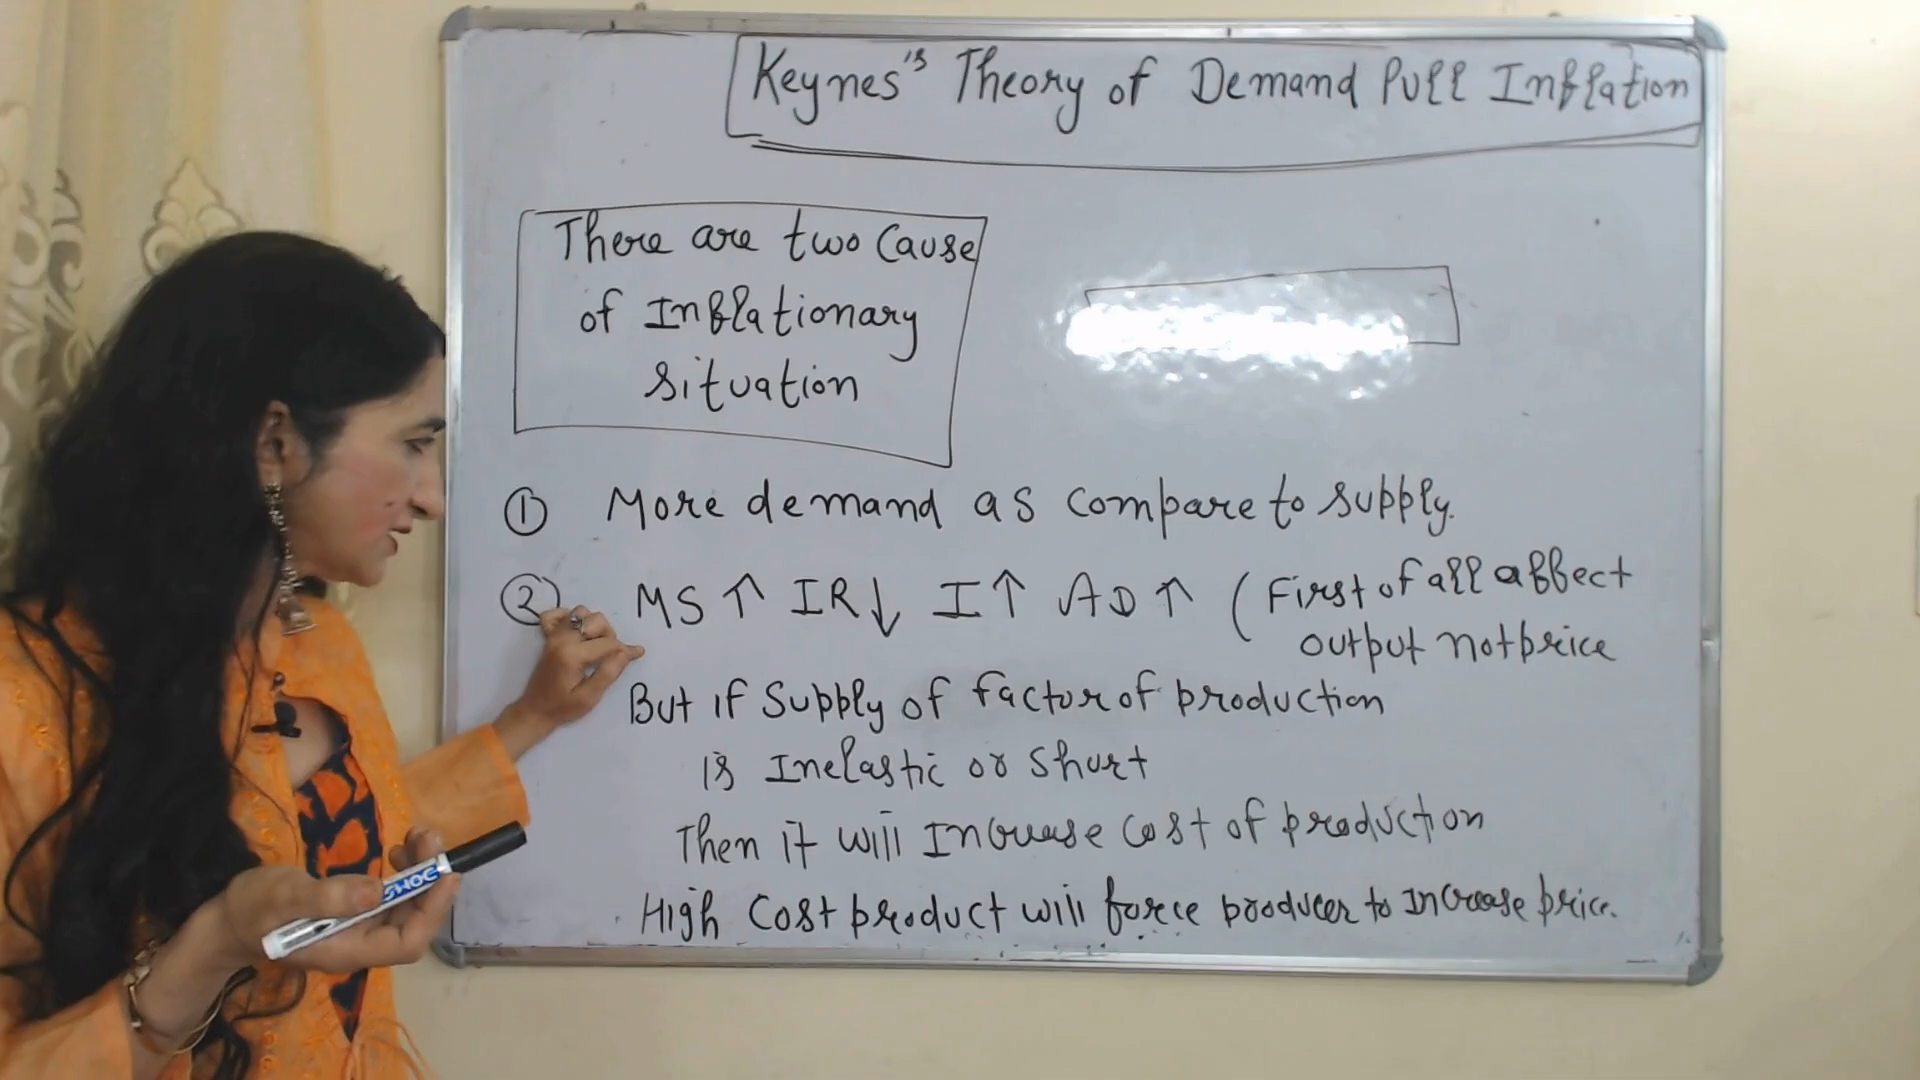 Keynes's Theory of Demand Pull Inflation
There are two Cause
of Inflationary
situation
① More demand as compare to supply.
② MS ↑ IR ↓ I ↑ AD ↑ (First of all affect
output not price
But if Supply of factor of production
is Inelastic or Short
Then it will Increase cost of production
High Cost product will force producer to Increase price.
DOMS